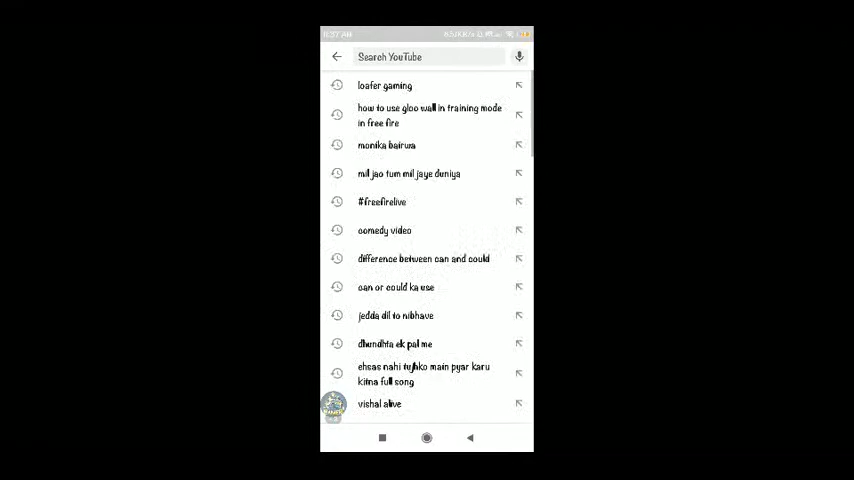 Search YouTube
loafer gaming
how to use gloo wall in training mode
in free fire
monika bairwa
mil jao tum mil jaye duniya
#freefirelive
comedy video
difference between can and could
can or could ka use
jedda dil to nibhave
dhundhta ek pal me
ehsas nahi tujhko main pyar karu
kitna full song
vishal alive